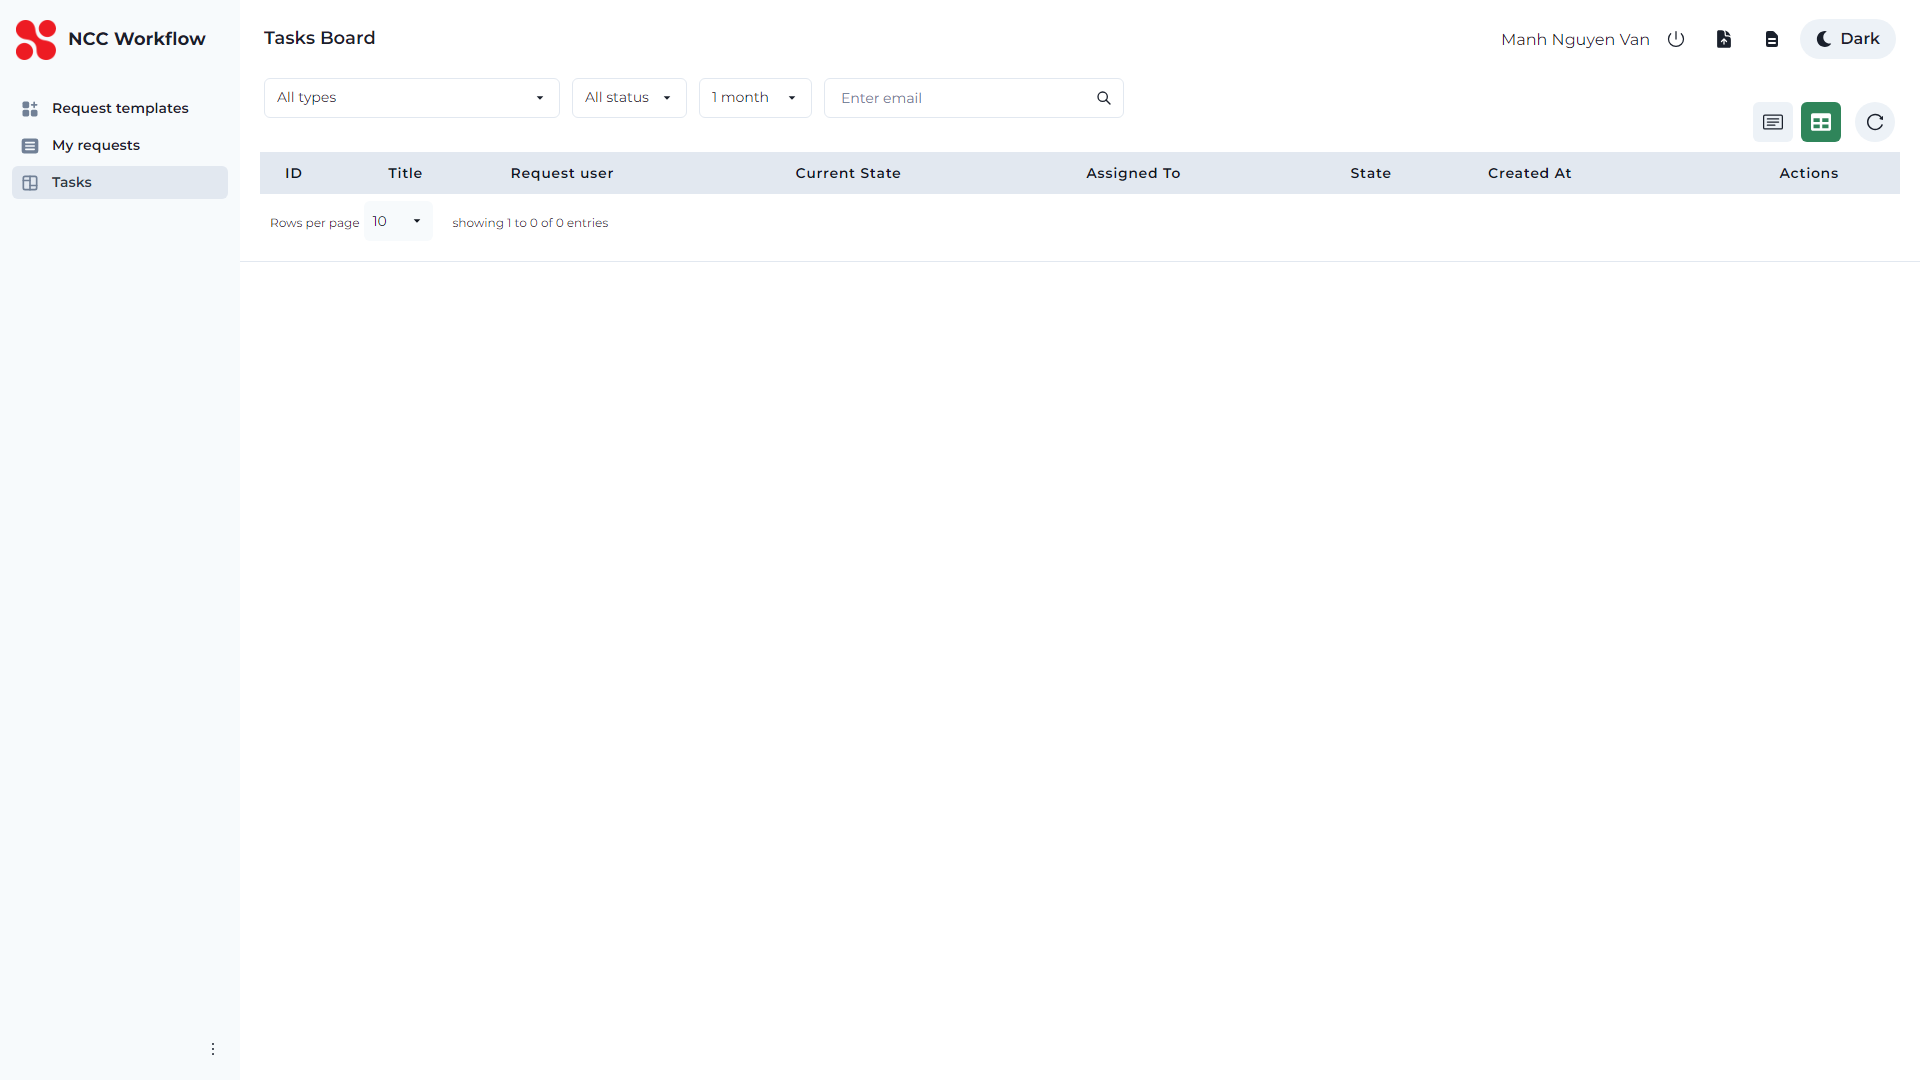 NCC Workflow
Request templates
My requests
Tasks
Tasks Board
Manh Nguyen Van
Dark
All types
All status
1 month
Enter email
ID Title Request user Current State Assigned To State Created At Actions
Rows per page 10 showing 1 to 0 of 0 entries